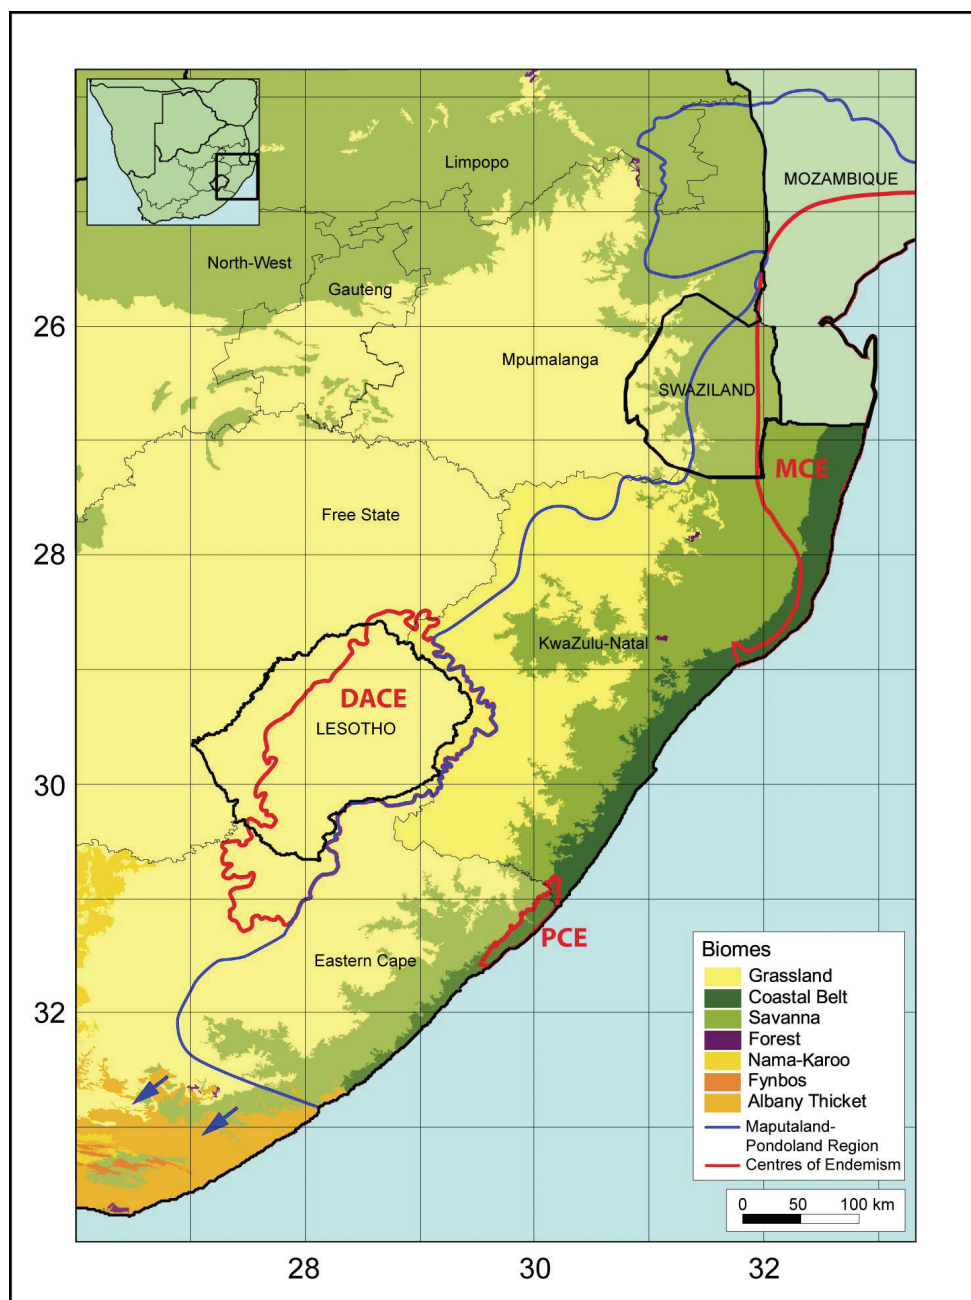 Limpopo
MOZAMBIQUE
North-West
Gauteng
26
Mpumalanga
SWAZILAND
MCE
Free State
28
KwaZulu-Natal
DACE
LESOTHO
30
PCE
Eastern Cape
32
Biomes
Grassland
Coastal Belt
Savanna
Forest
Nama-Karoo
Fynbos
Albany Thicket
Maputaland-
Pondoland Region
Centres of Endemism
0 50 100 km
28 30 32